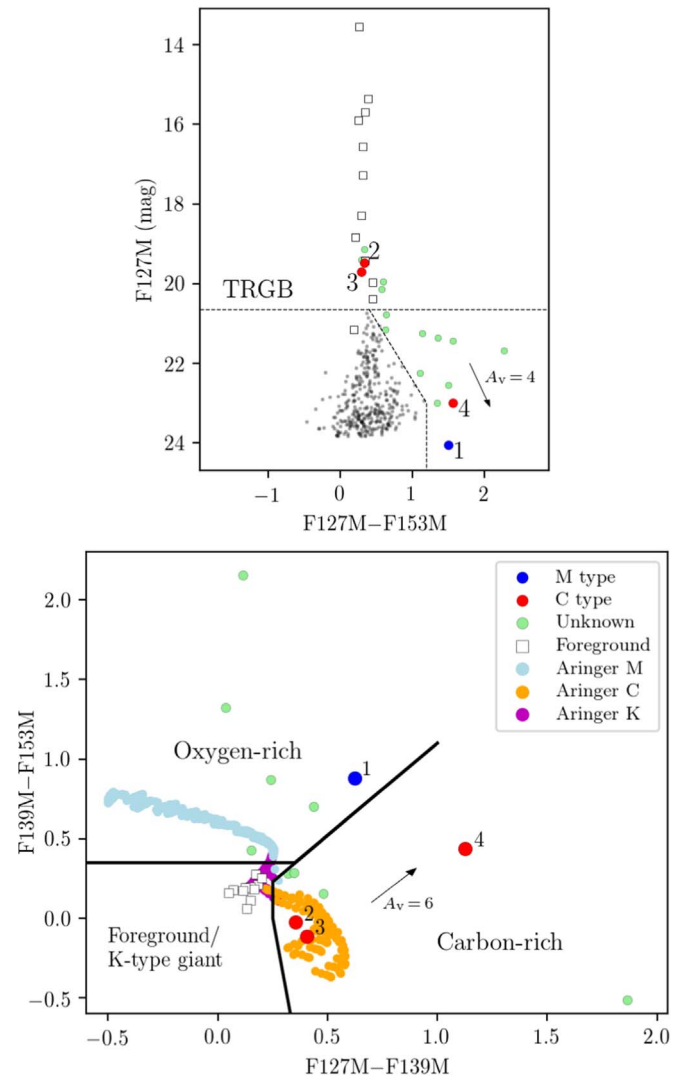 14
16
18
20
22
24
F127M (mag)
TRGB
2
3
4
1
A_V = 4
−1
0
1
2
F127M−F153M
2.0
1.5
1.0
0.5
0.0
−0.5
F139M−F153M
M type
C type
Unknown
Foreground
Aringer M
Aringer C
Aringer K
Oxygen-rich
1
4
A_V = 6
2
3
Foreground/
K-type giant
Carbon-rich
−0.5
0.0
0.5
1.0
1.5
2.0
F127M−F139M